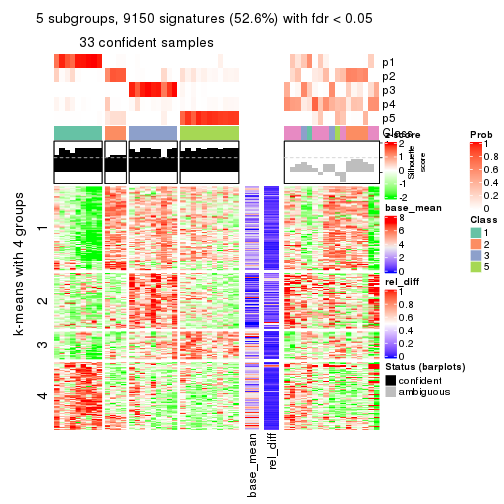 5 subgroups, 9150 signatures (52.6%) with fdr < 0.05
33 confident samples
p1
p2
p3
p4
p5
Class
z-score
2
1
0
-1
-2
Silhouette
score
Prob
1
0.8
0.6
0.4
0.2
0
Class
1
2
3
5
base_mean
8
6
4
2
0
rel_diff
1
0.8
0.6
0.4
0.2
0
Status (barplots)
confident
ambiguous
k-means with 4 groups
1
2
3
4
base_mean
rel_diff